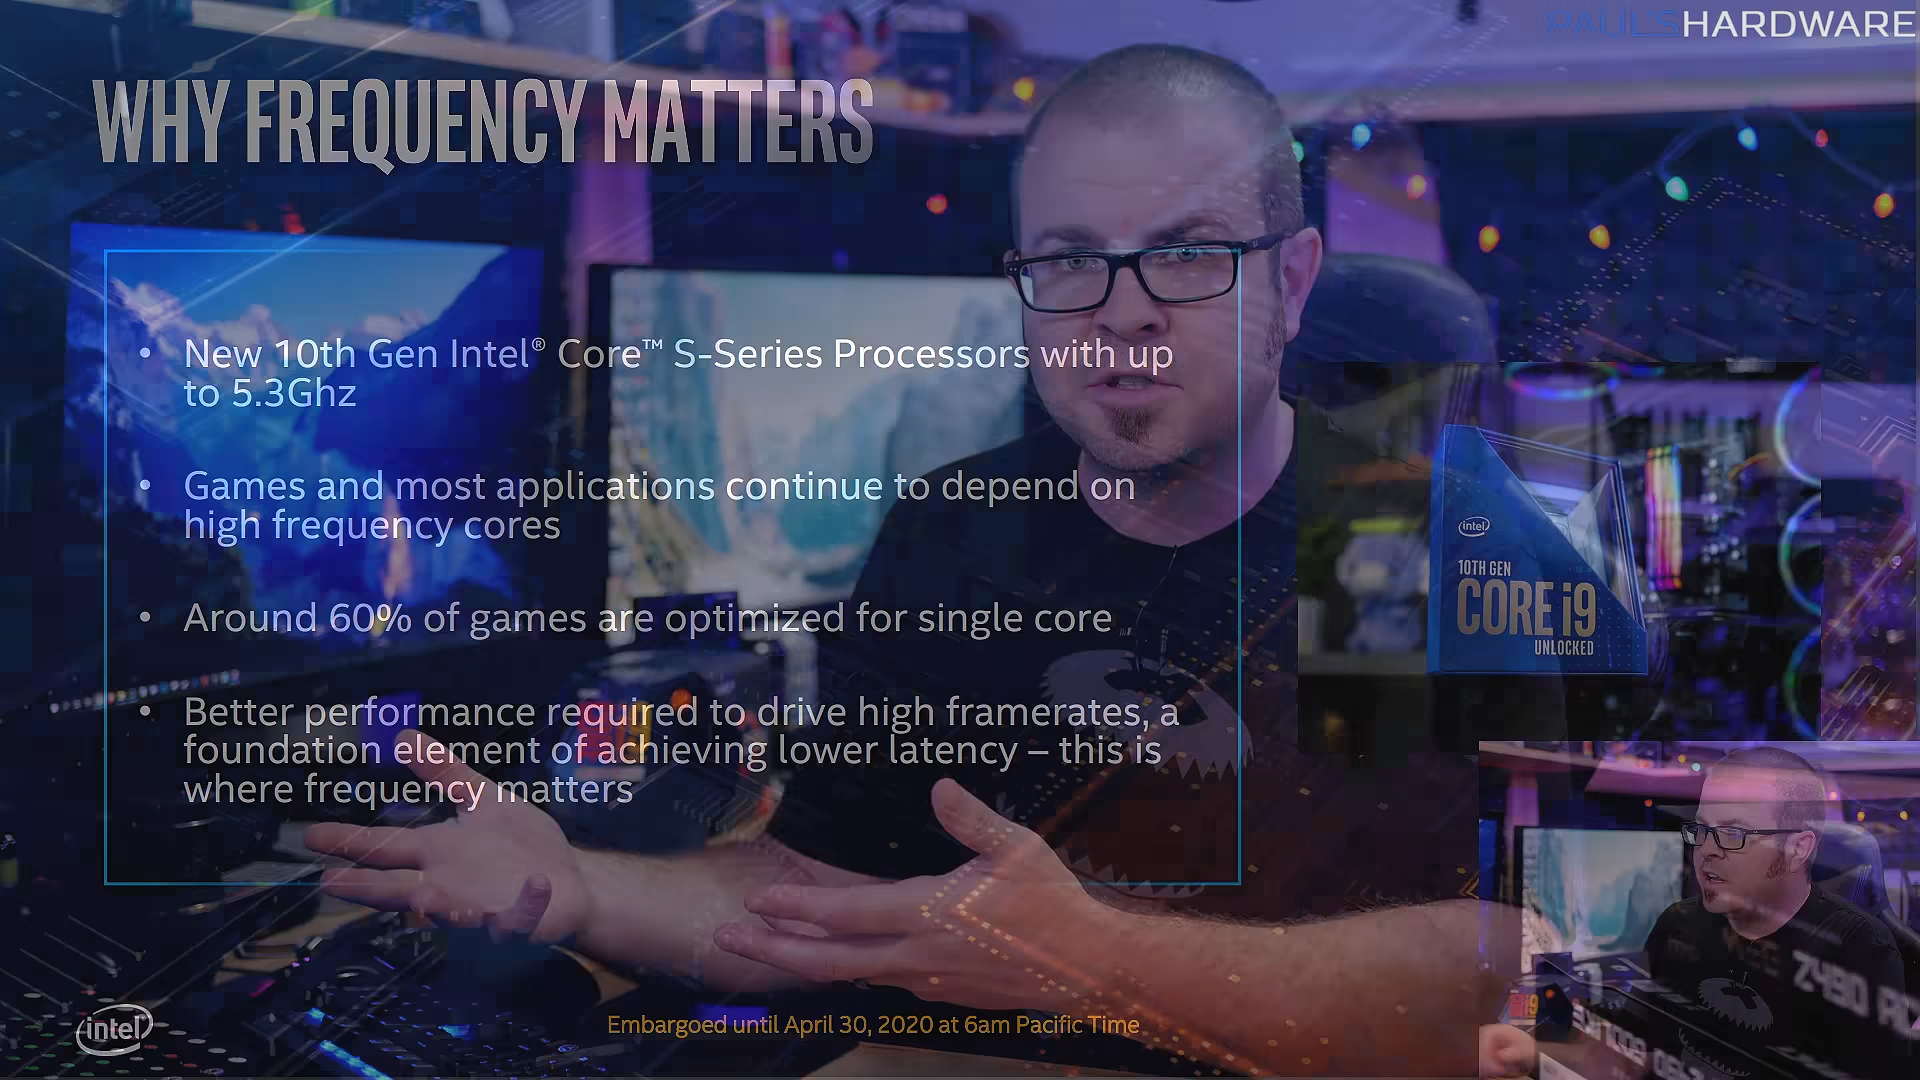 PAUL'SHARDWARE
WHY FREQUENCY MATTERS
• New 10th Gen Intel® Core™ S-Series Processors with up
to 5.3Ghz
• Games and most applications continue to depend on
high frequency cores
• Around 60% of games are optimized for single core
• Better performance required to drive high framerates, a
foundation element of achieving lower latency – this is
where frequency matters
intel
10TH GEN
CORE i9
UNLOCKED
i9
Z490
intel
Embargoed until April 30, 2020 at 6am Pacific Time